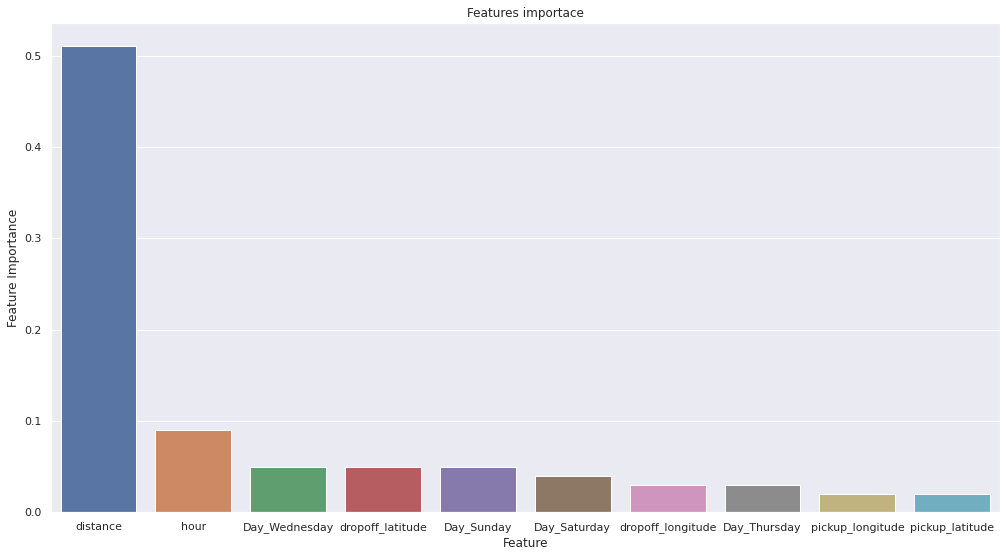 Features importace
Feature Importance
0.5
0.4
0.3
0.2
0.1
0.0
distance hour Day_Wednesday dropoff_latitude Day_Sunday Day_Saturday dropoff_longitude Day_Thursday pickup_longitude pickup_latitude
Feature